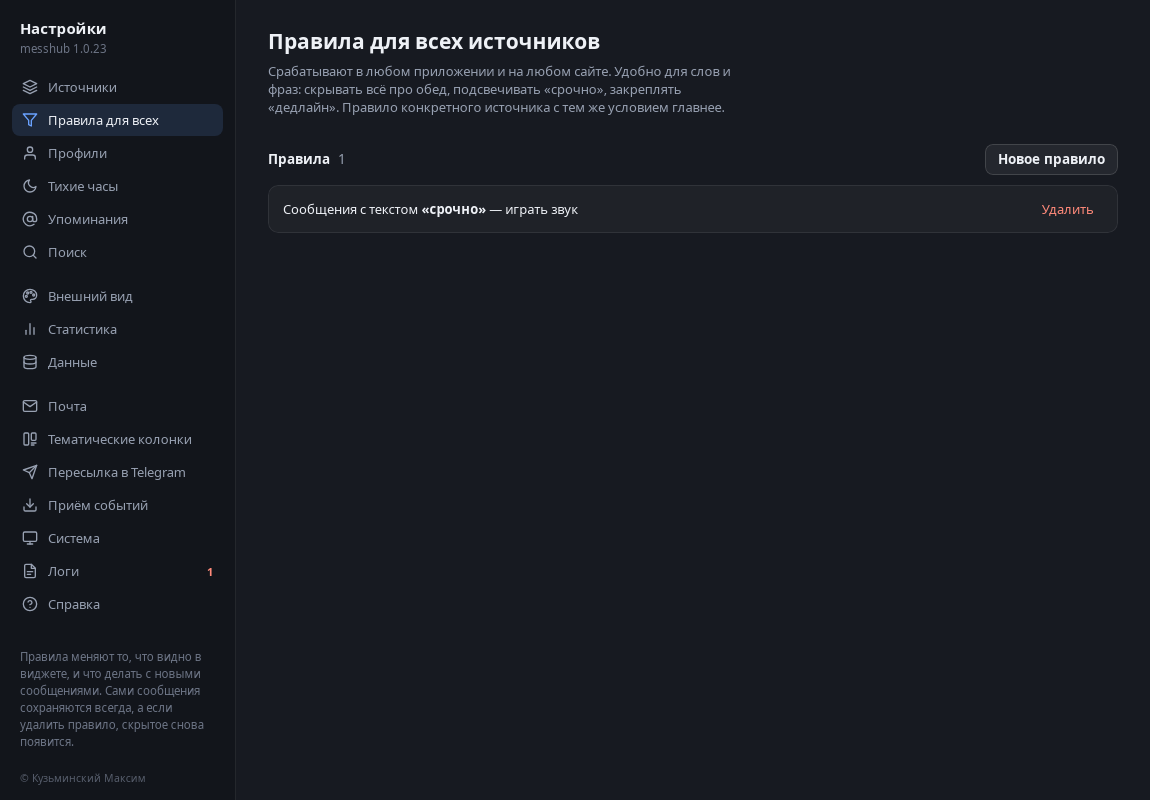 Настройки
messhub 1.0.23
Источники
Правила для всех
Профили
Тихие часы
Упоминания
Поиск
Внешний вид
Статистика
Данные
Почта
Тематические колонки
Пересылка в Telegram
Приём событий
Система
Логи 1
Справка
Правила меняют то, что видно в
виджете, и что делать с новыми
сообщениями. Сами сообщения
сохраняются всегда, а если
удалить правило, скрытое снова
появится.
© Кузьминский Максим
Правила для всех источников
Срабатывают в любом приложении и на любом сайте. Удобно для слов и
фраз: скрывать всё про обед, подсвечивать «срочно», закреплять
«дедлайн». Правило конкретного источника с тем же условием главнее.
Правила 1
Новое правило
Сообщения с текстом «срочно» — играть звук
Удалить